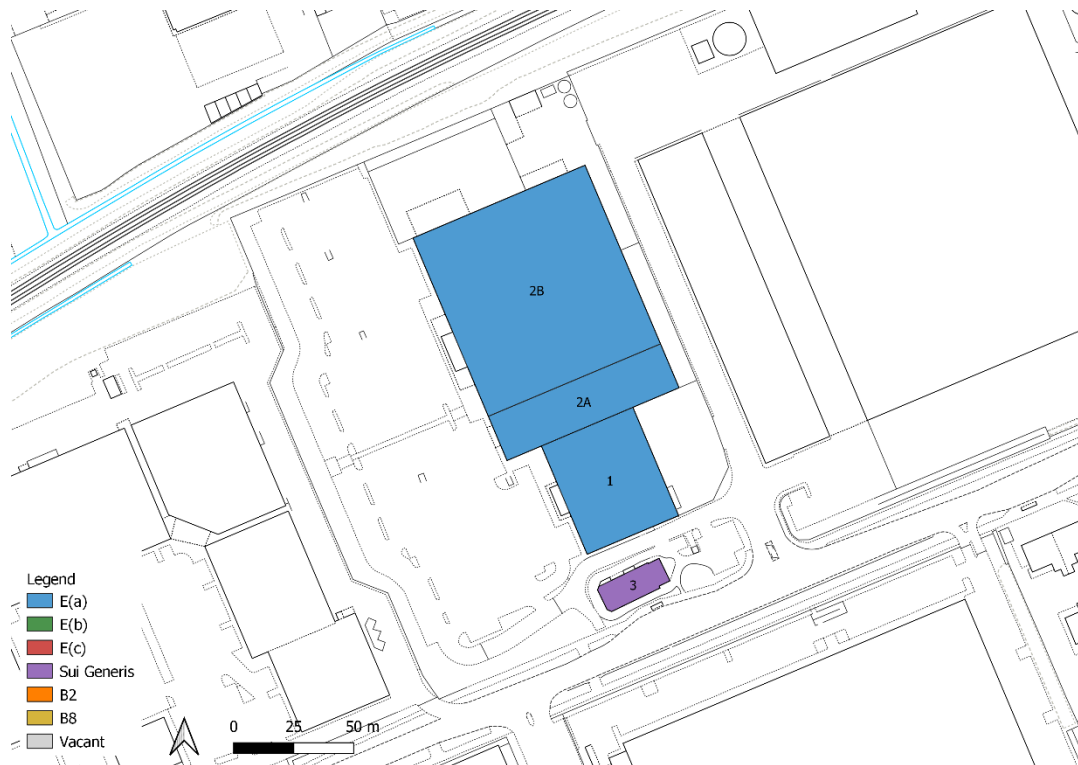 2B
2A
1
3
Legend
E(a)
E(b)
E(c)
Sui Generis
B2
B8
Vacant
0 25 50 m